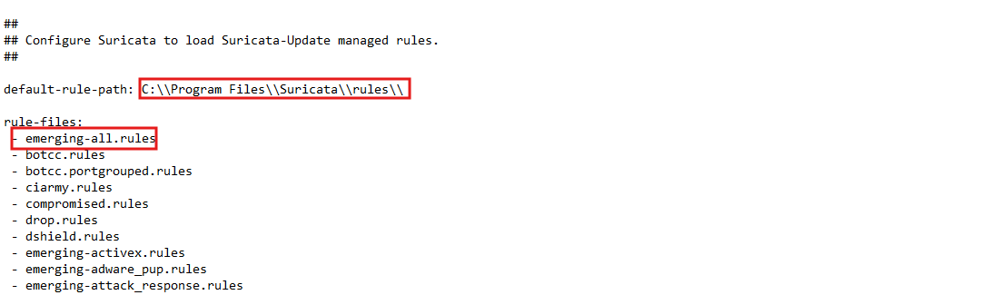 ##
## Configure Suricata to load Suricata-Update managed rules.
##
default-rule-path: C:\\Program Files\\Suricata\\rules\\
rule-files:
- emerging-all.rules
- botcc.rules
- botcc.portgrouped.rules
- ciarmy.rules
- compromised.rules
- drop.rules
- dshield.rules
- emerging-activex.rules
- emerging-adware_pup.rules
- emerging-attack_response.rules